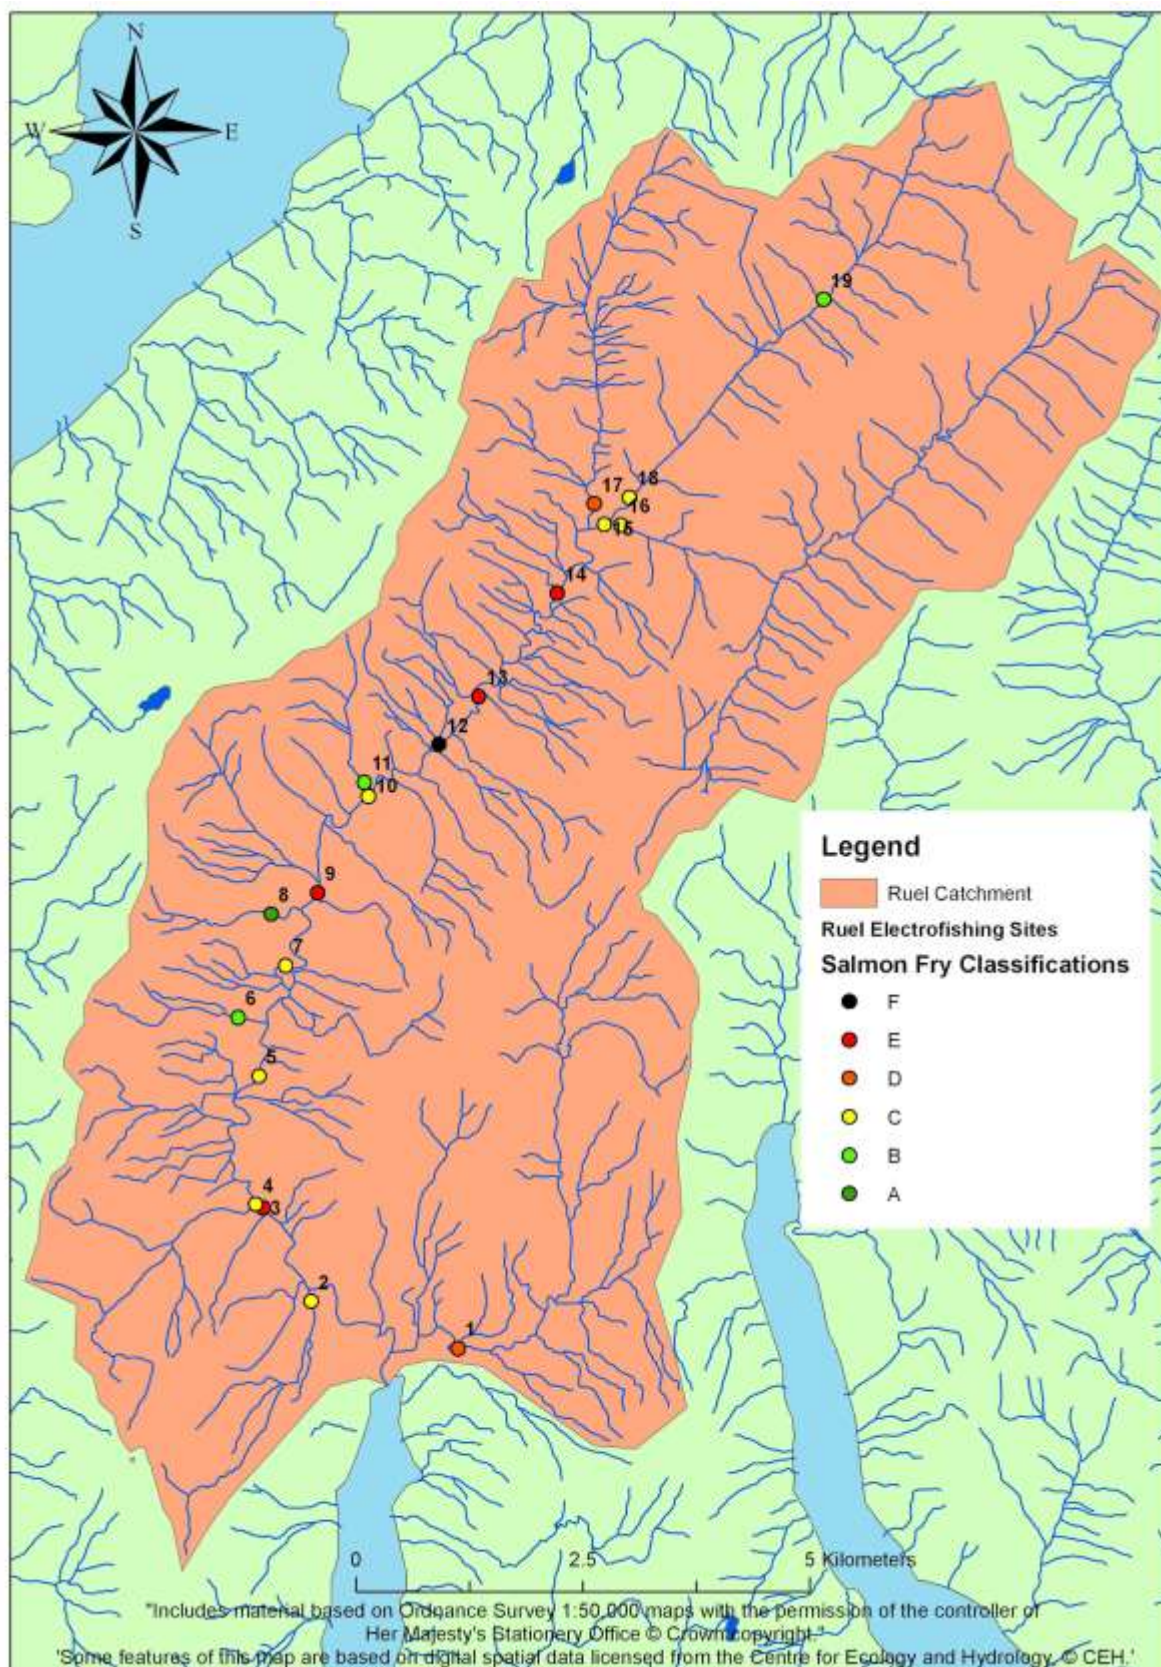 N
W E
S
19
18
17
16
15
14
13
12
11
10
9
8
7
6
5
4
3
2
1
Legend
Ruel Catchment
Ruel Electrofishing Sites
Salmon Fry Classifications
F
E
D
C
B
A
0 2.5 5 Kilometers
"Includes material based on Ordnance Survey 1:50,000 maps with the permission of the controller of
Her Majesty's Stationery Office © Crown copyright."
'Some features of this map are based on digital spatial data licensed from the Centre for Ecology and Hydrology, © CEH.'